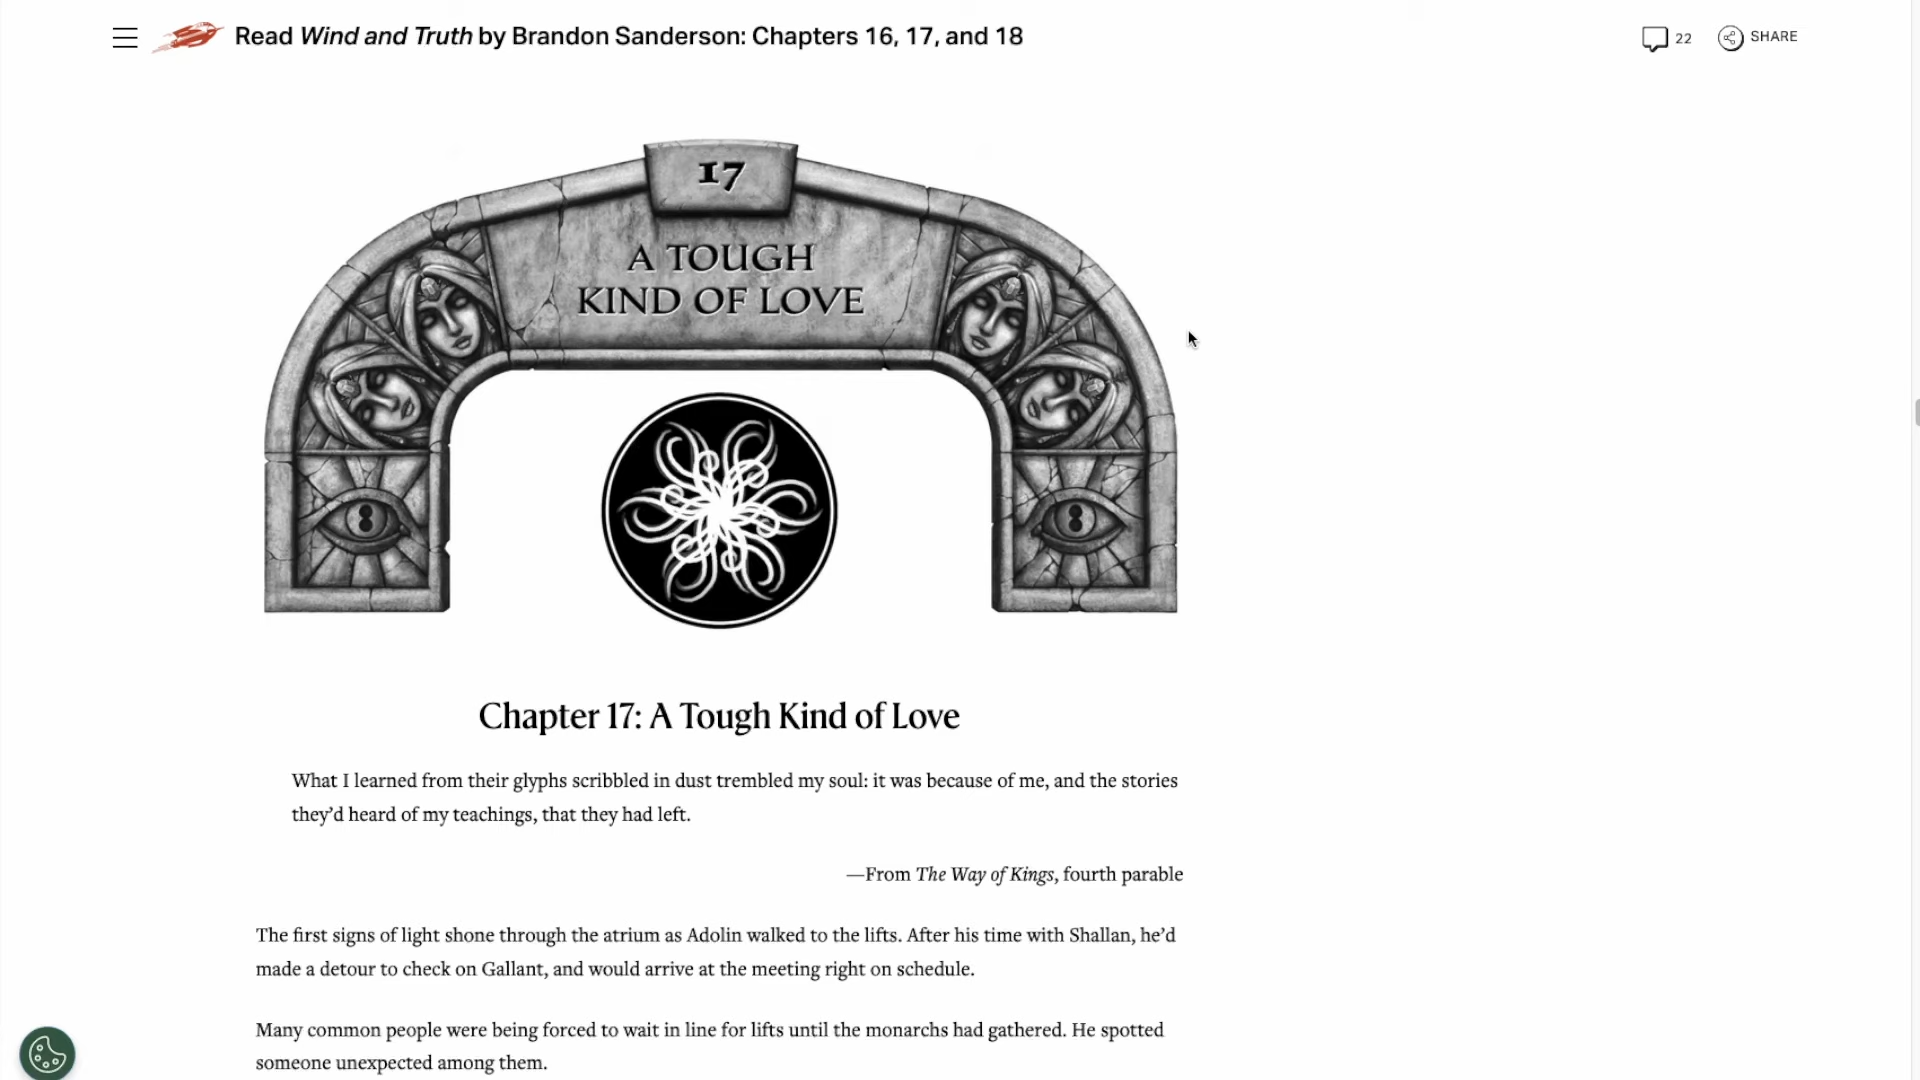 Read Wind and Truth by Brandon Sanderson: Chapters 16, 17, and 18
22
SHARE
17
A TOUGH
KIND OF LOVE
Chapter 17: A Tough Kind of Love
What I learned from their glyphs scribbled in dust trembled my soul: it was because of me, and the stories
they’d heard of my teachings, that they had left.
—From The Way of Kings, fourth parable
The first signs of light shone through the atrium as Adolin walked to the lifts. After his time with Shallan, he’d
made a detour to check on Gallant, and would arrive at the meeting right on schedule.
Many common people were being forced to wait in line for lifts until the monarchs had gathered. He spotted
someone unexpected among them.